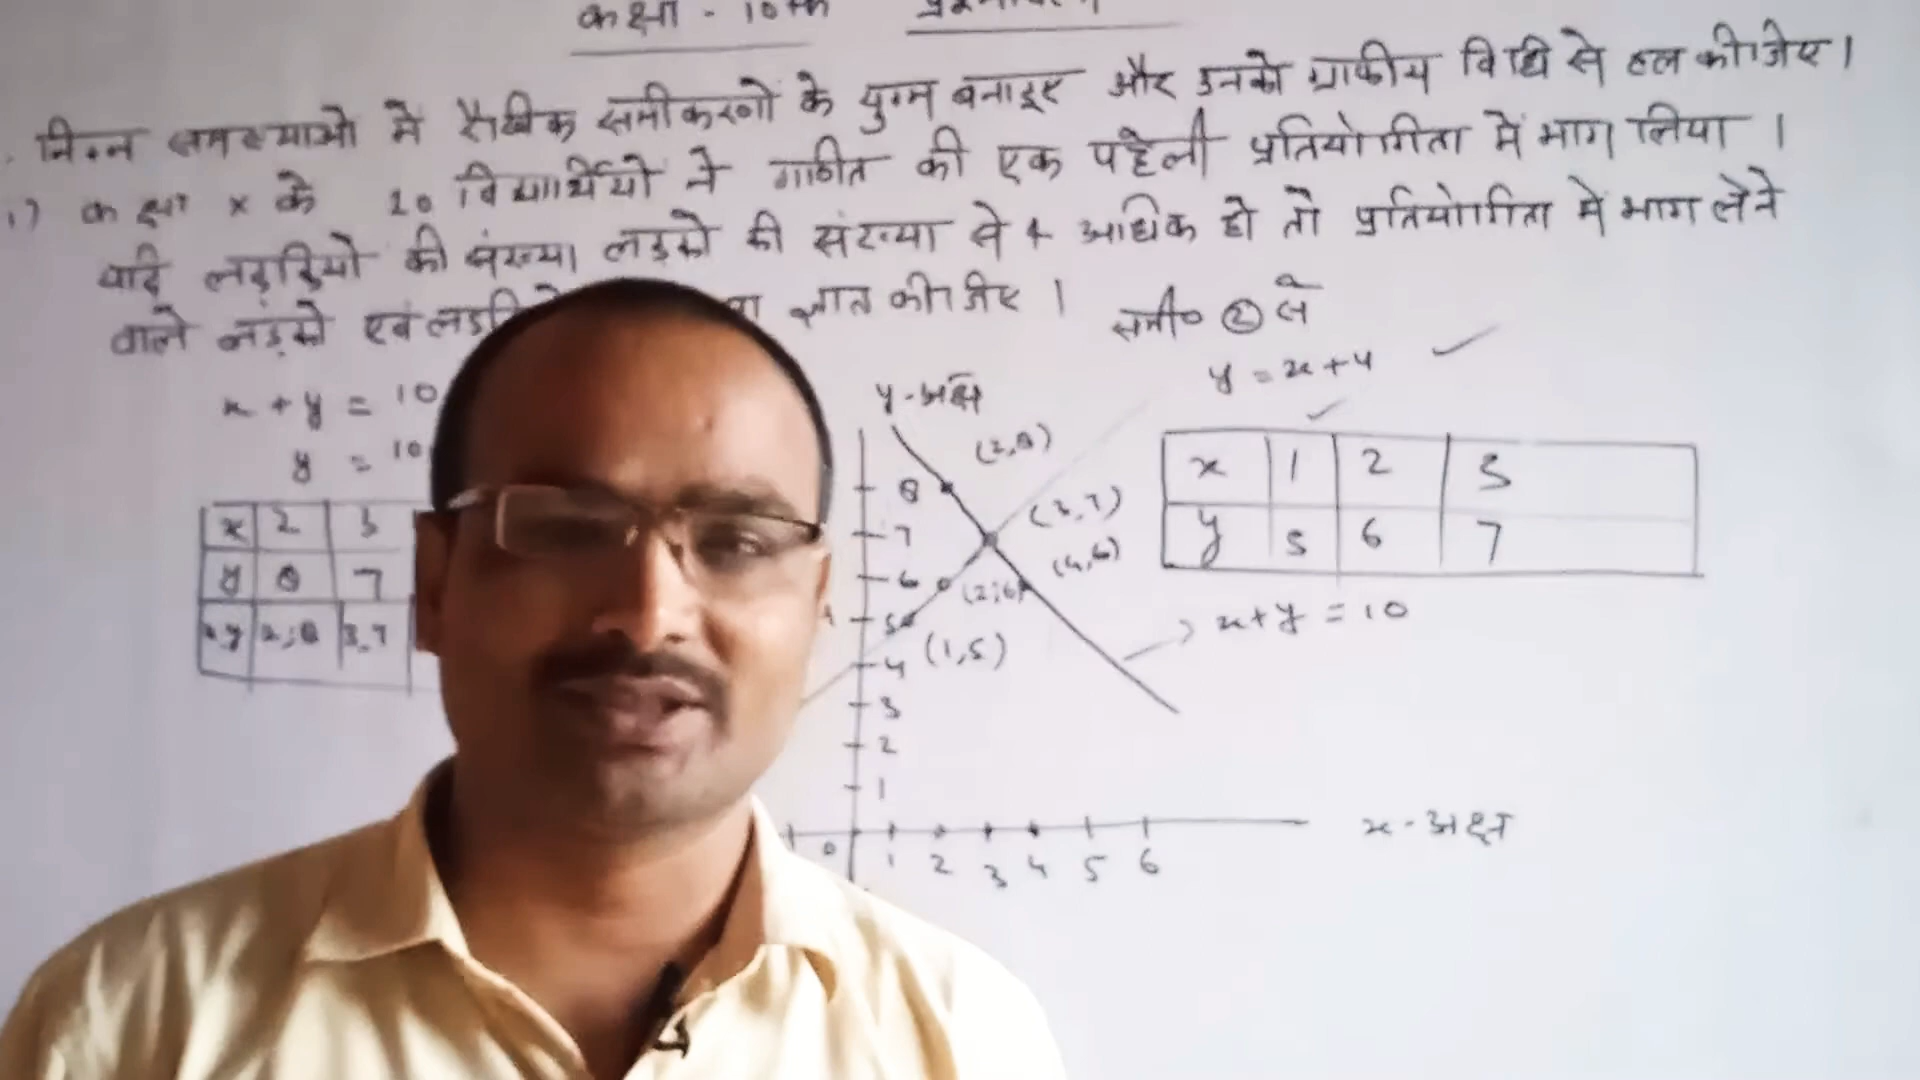 कक्षा - 10th
निम्न समस्याओ में रैखिक समीकरणों के युग्म बनाइए और उनको ग्राफीय विधि से हल कीजिए ।
1) कक्षा x के 10 विद्यार्थियों ने गणित की एक पहेली प्रतियोगिता में भाग लिया ।
यदि लड़कियो की संख्या लड़को की संख्या से 4 अधिक हो तो प्रतियोगिता में भाग लेने
वाले लड़को एवं ज्ञात कीजिए ।
समी० ② से
y = x+4
x + y = 10
y = 10
x 2 3
y 8 7
x,y 2,8 3,7
y-अक्ष
(2,8)
(3,7)
(4,6)
(2,6)
(1,5)
8
7
6
5
4
3
2
1
0 1 2 3 4 5 6
x-अक्ष
x 1 2 3
y 5 6 7
x+y = 10